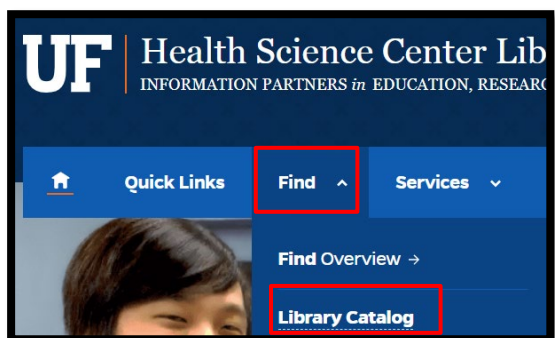 UF Health Science Center Lib
INFORMATION PARTNERS in EDUCATION, RESEAR
Quick Links Find Services
Find Overview →
Library Catalog